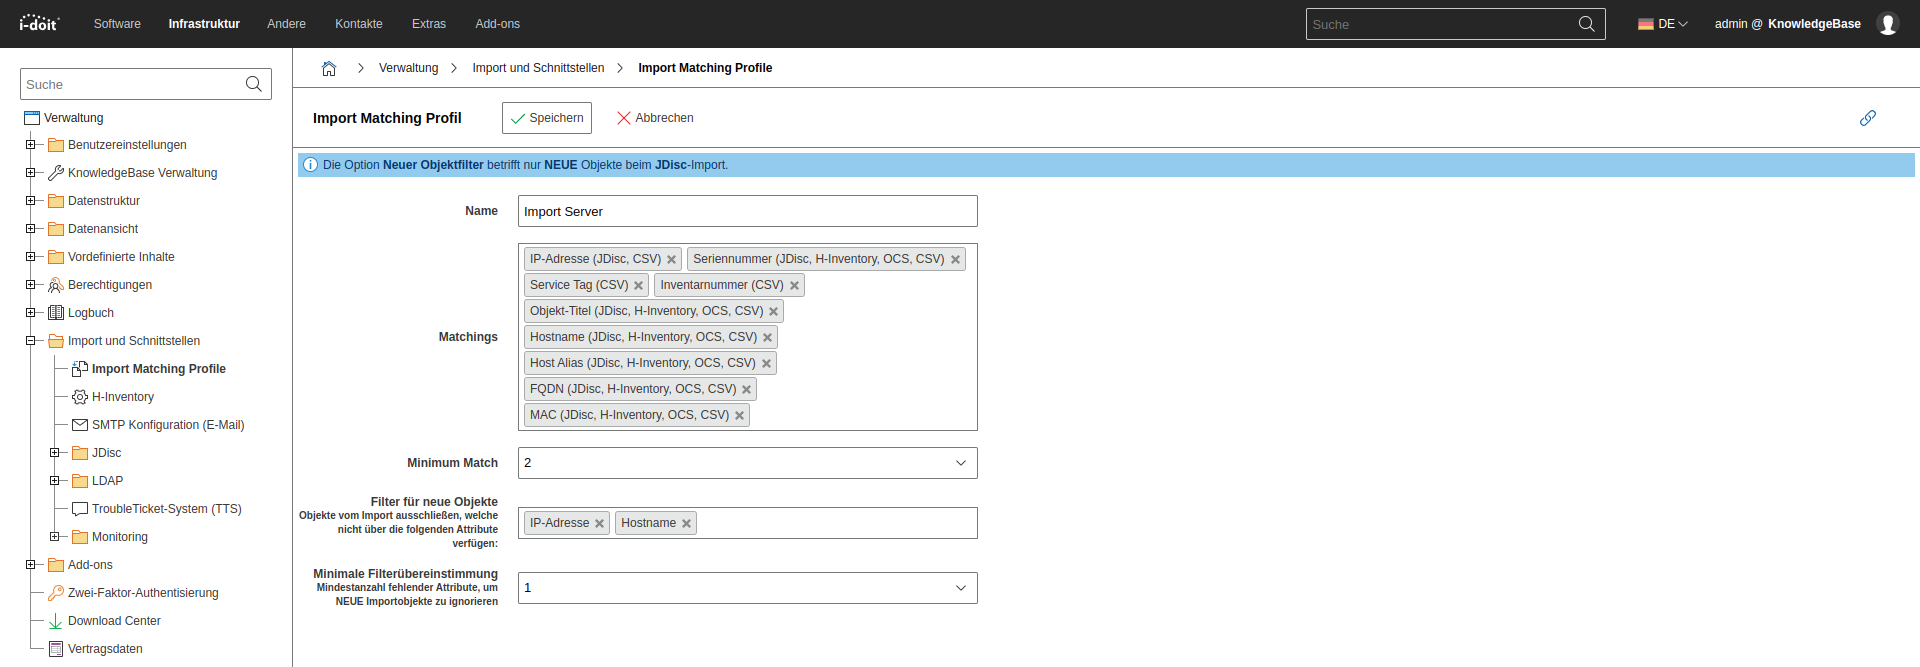 i-doit
Software Infrastruktur Andere Kontakte Extras Add-ons
Suche
DE
admin @ KnowledgeBase
Suche
Verwaltung
Benutzereinstellungen
KnowledgeBase Verwaltung
Datenstruktur
Datenansicht
Vordefinierte Inhalte
Berechtigungen
Logbuch
Import und Schnittstellen
Import Matching Profile
H-Inventory
SMTP Konfiguration (E-Mail)
JDisc
LDAP
TroubleTicket-System (TTS)
Monitoring
Add-ons
Zwei-Faktor-Authentisierung
Download Center
Vertragsdaten
Verwaltung Import und Schnittstellen Import Matching Profile
Import Matching Profil
Speichern
Abbrechen
Die Option Neuer Objektfilter betrifft nur NEUE Objekte beim JDisc-Import.
Name
Import Server
Matchings
IP-Adresse (JDisc, CSV) Seriennummer (JDisc, H-Inventory, OCS, CSV)
Service Tag (CSV) Inventarnummer (CSV)
Objekt-Titel (JDisc, H-Inventory, OCS, CSV)
Hostname (JDisc, H-Inventory, OCS, CSV)
Host Alias (JDisc, H-Inventory, OCS, CSV)
FQDN (JDisc, H-Inventory, OCS, CSV)
MAC (JDisc, H-Inventory, OCS, CSV)
Minimum Match
2
Filter für neue Objekte
Objekte vom Import ausschließen, welche
nicht über die folgenden Attribute
verfügen:
IP-Adresse Hostname
Minimale Filterübereinstimmung
Mindestanzahl fehlender Attribute, um
NEUE Importobjekte zu ignorieren
1